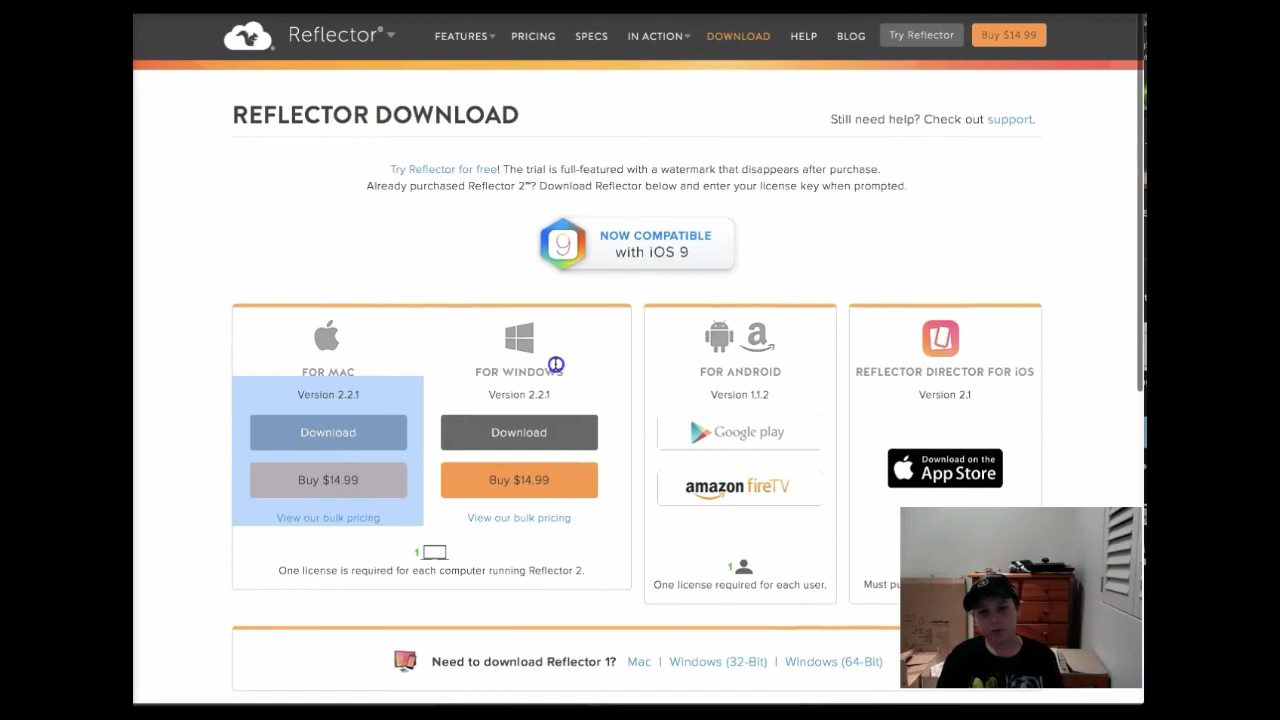 Reflector®
FEATURES PRICING SPECS IN ACTION DOWNLOAD HELP BLOG Try Reflector Buy $14.99
REFLECTOR DOWNLOAD
Still need help? Check out support.
Try Reflector for free! The trial is full-featured with a watermark that disappears after purchase.
Already purchased Reflector 2™? Download Reflector below and enter your license key when prompted.
9
NOW COMPATIBLE
with iOS 9
FOR MAC
Version 2.2.1
Download
Buy $14.99
View our bulk pricing
FOR WINDOWS
Version 2.2.1
Download
Buy $14.99
View our bulk pricing
1
One license is required for each computer running Reflector 2.
a
FOR ANDROID
Version 1.1.2
Google play
amazon fireTV
1
One license required for each user.
REFLECTOR DIRECTOR FOR iOS
Version 2.1
Download on the
App Store
Must pu
Need to download Reflector 1? Mac | Windows (32-Bit) | Windows (64-Bit)